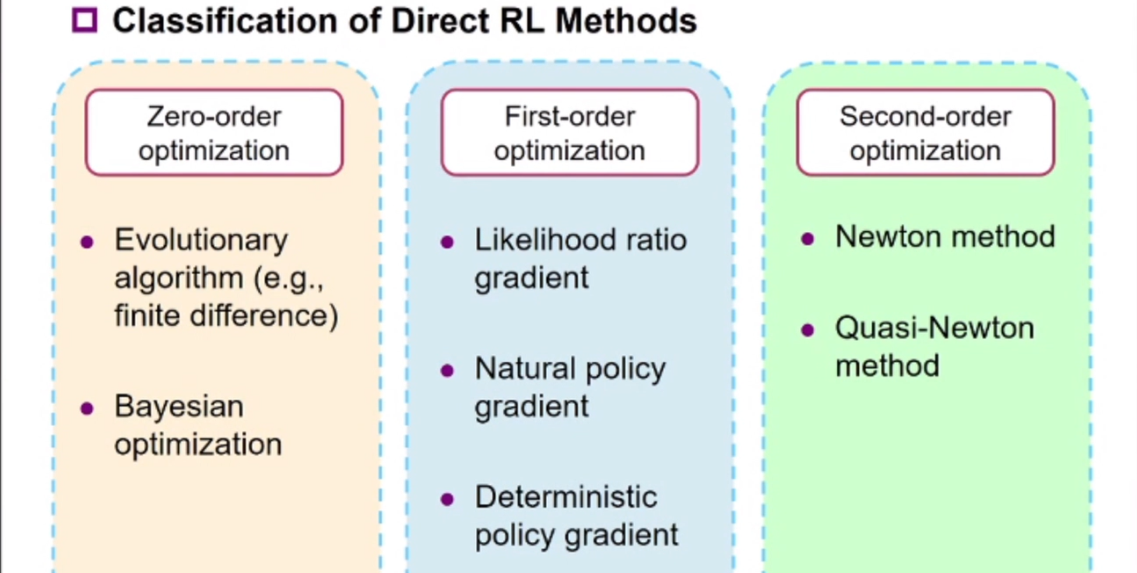 Classification of Direct RL Methods
Zero-order
optimization
Evolutionary
algorithm (e.g.,
finite difference)
Bayesian
optimization
First-order
optimization
Likelihood ratio
gradient
Natural policy
gradient
Deterministic
policy gradient
Second-order
optimization
Newton method
Quasi-Newton
method